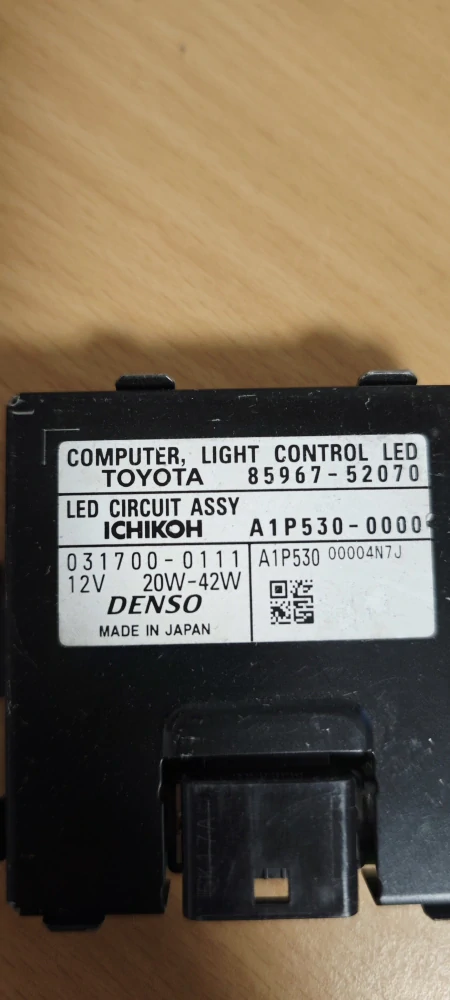 COMPUTER, LIGHT CONTROL LED
TOYOTA 85967-52070
LED CIRCUIT ASSY
ICHIKOH A1P530-0000
031700-0111
12V 20W-42W
DENSO
MADE IN JAPAN
A1P530 00004N7J